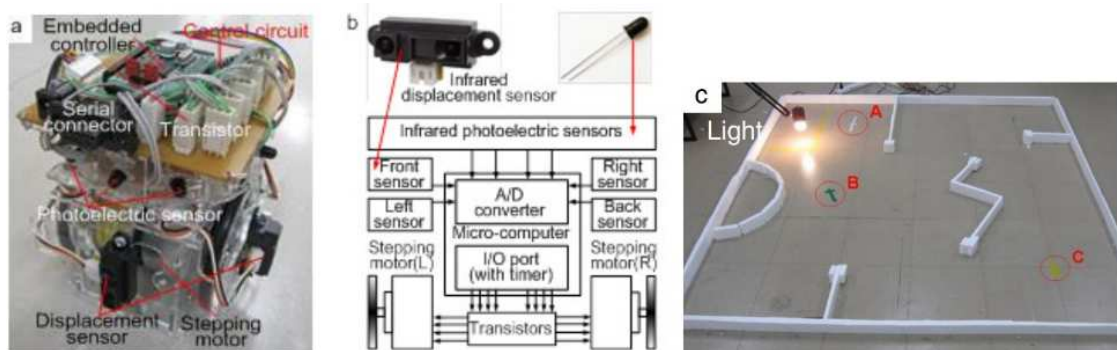 a
Embedded
controller
Control circuit
Serial
connector
Transistor
Photoelectric sensor
Displacement
sensor
Stepping
motor
b
Infrared
displacement sensor
Infrared photoelectric sensors
Front
sensor
Right
sensor
A/D
converter
Left
sensor
Back
sensor
Micro-computer
Stepping
motor(L)
I/O port
(with timer)
Stepping
motor(R)
Transistors
c
Light
A
B
C